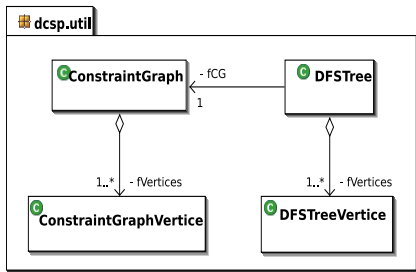 dcsp.util
C ConstraintGraph
- fCG
1
C DFSTree
1..* - fVertices
1..* - fVertices
C ConstraintGraphVertice
C DFSTreeVertice